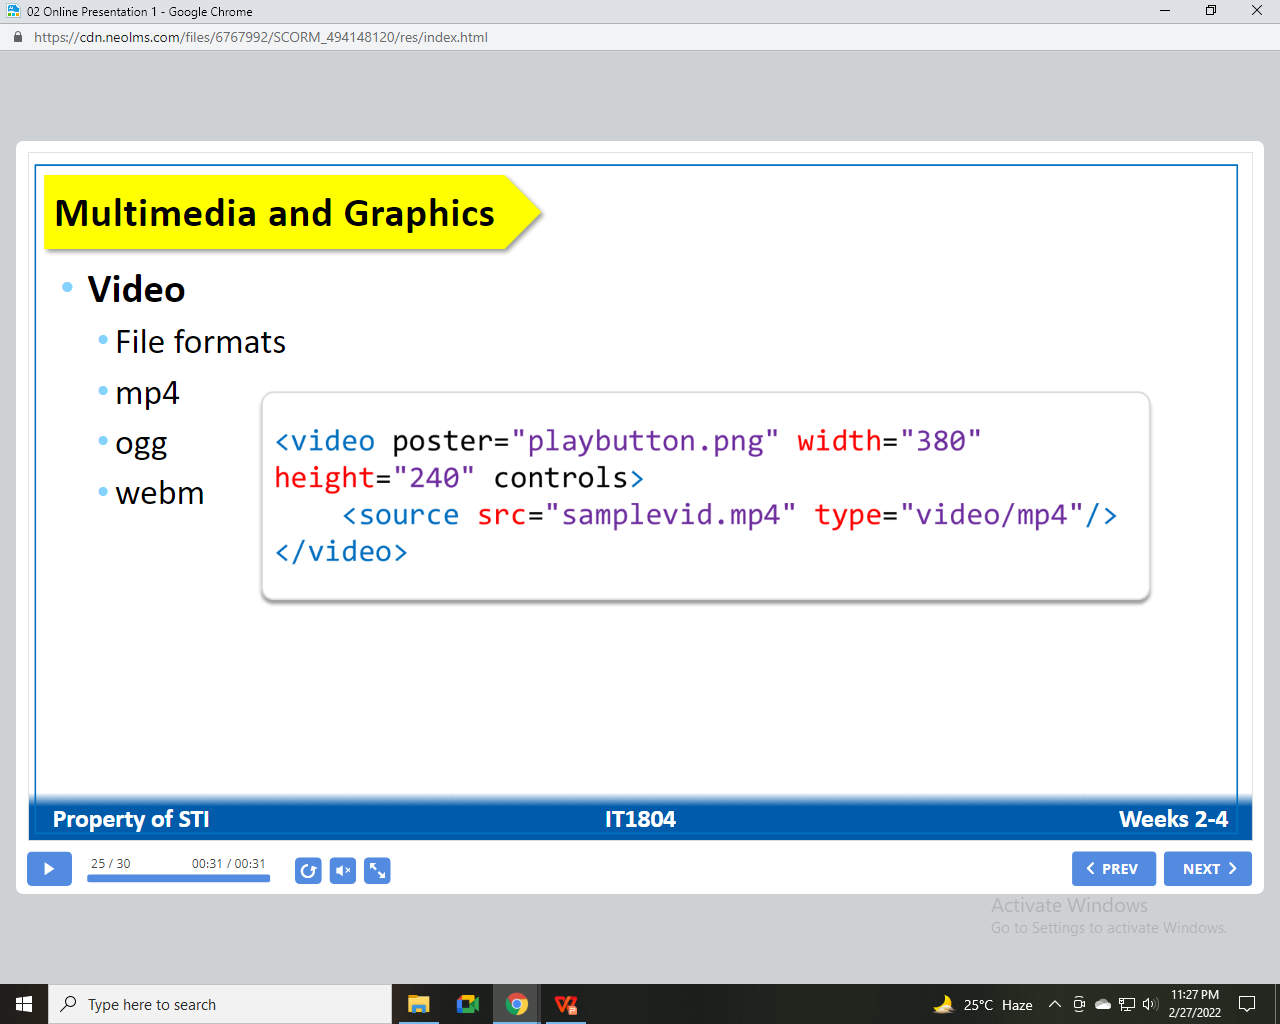 02 Online Presentation 1 - Google Chrome
https://cdn.neolms.com/files/6767992/SCORM_494148120/res/index.html
Multimedia and Graphics
• Video
• File formats
• mp4
• ogg
• webm
<video poster="playbutton.png" width="380"
height="240" controls>
<source src="samplevid.mp4" type="video/mp4"/>
</video>
Property of STI IT1804 Weeks 2-4
25 / 30 00:31 / 00:31
PREV NEXT
Activate Windows
Go to Settings to activate Windows.
Type here to search
25°C Haze
11:27 PM
2/27/2022